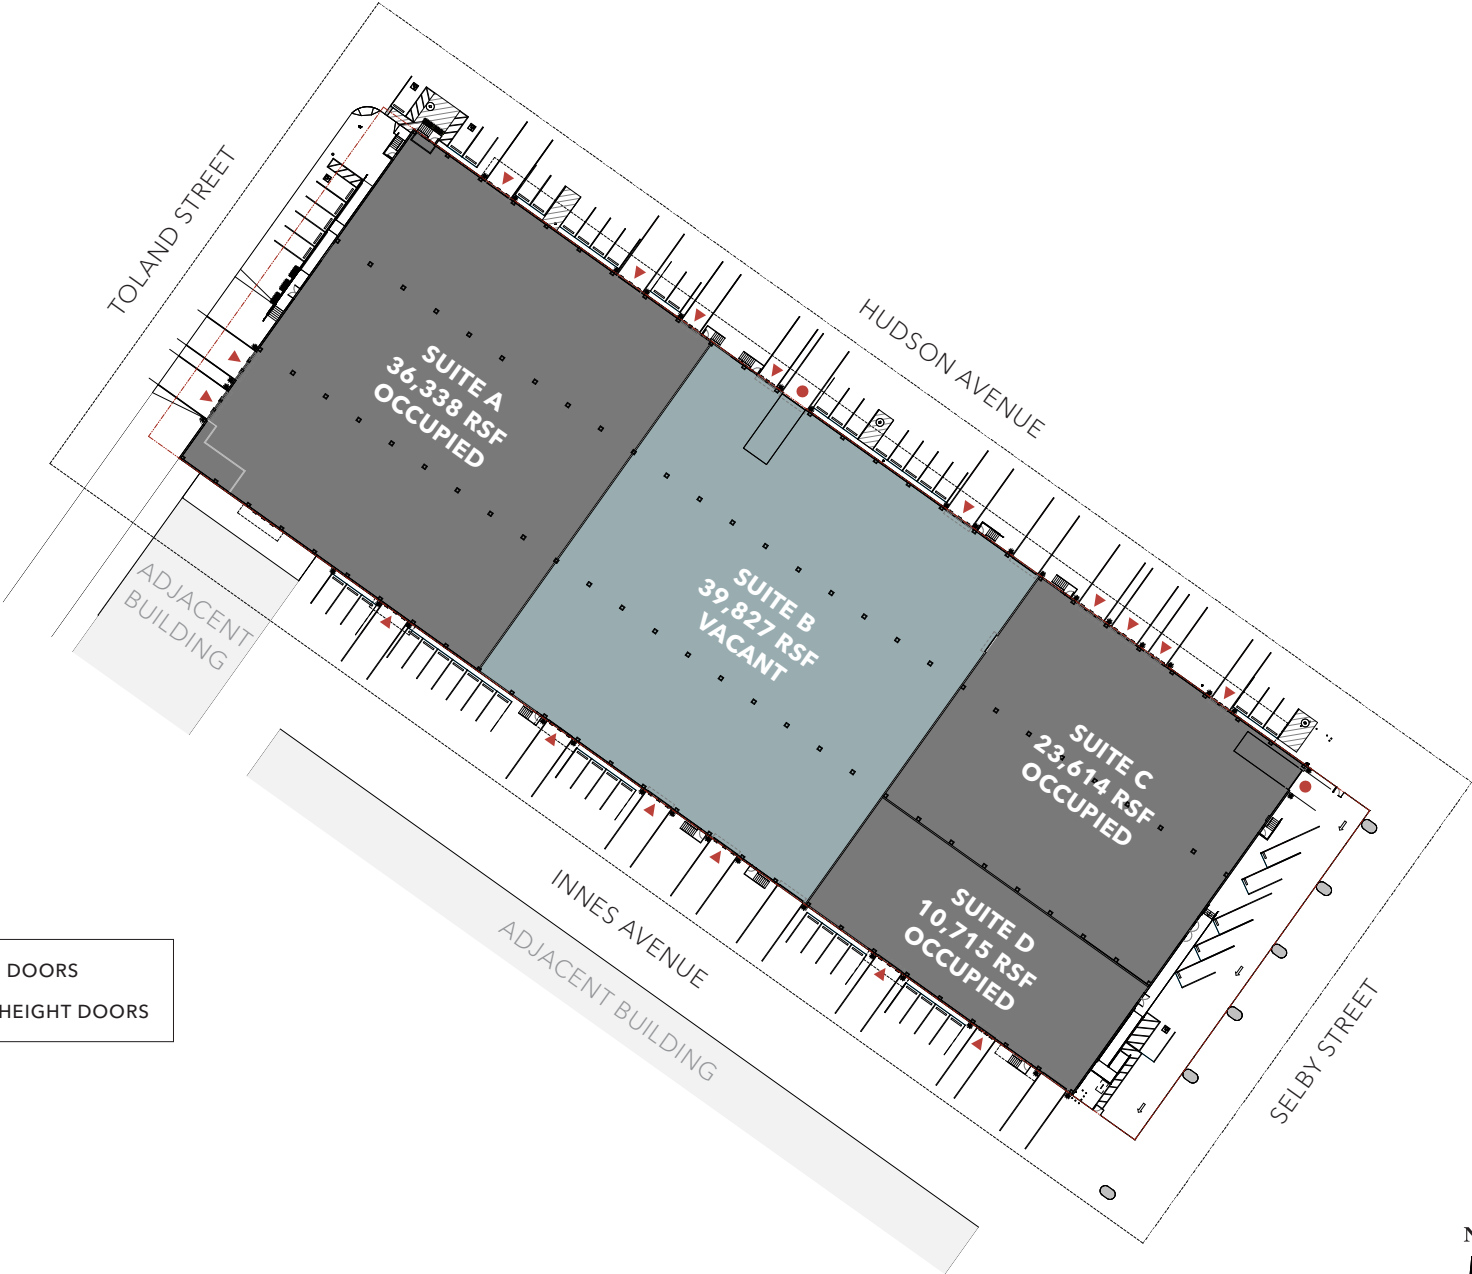 TOLAND STREET
HUDSON AVENUE
SUITE A
36,338 RSF
OCCUPIED
SUITE B
39,827 RSF
VACANT
ADJACENT
BUILDING
SUITE C
23,614 RSF
OCCUPIED
SUITE D
10,715 RSF
OCCUPIED
INNES AVENUE
ADJACENT BUILDING
SELBY STREET
DOORS
HEIGHT DOORS
N